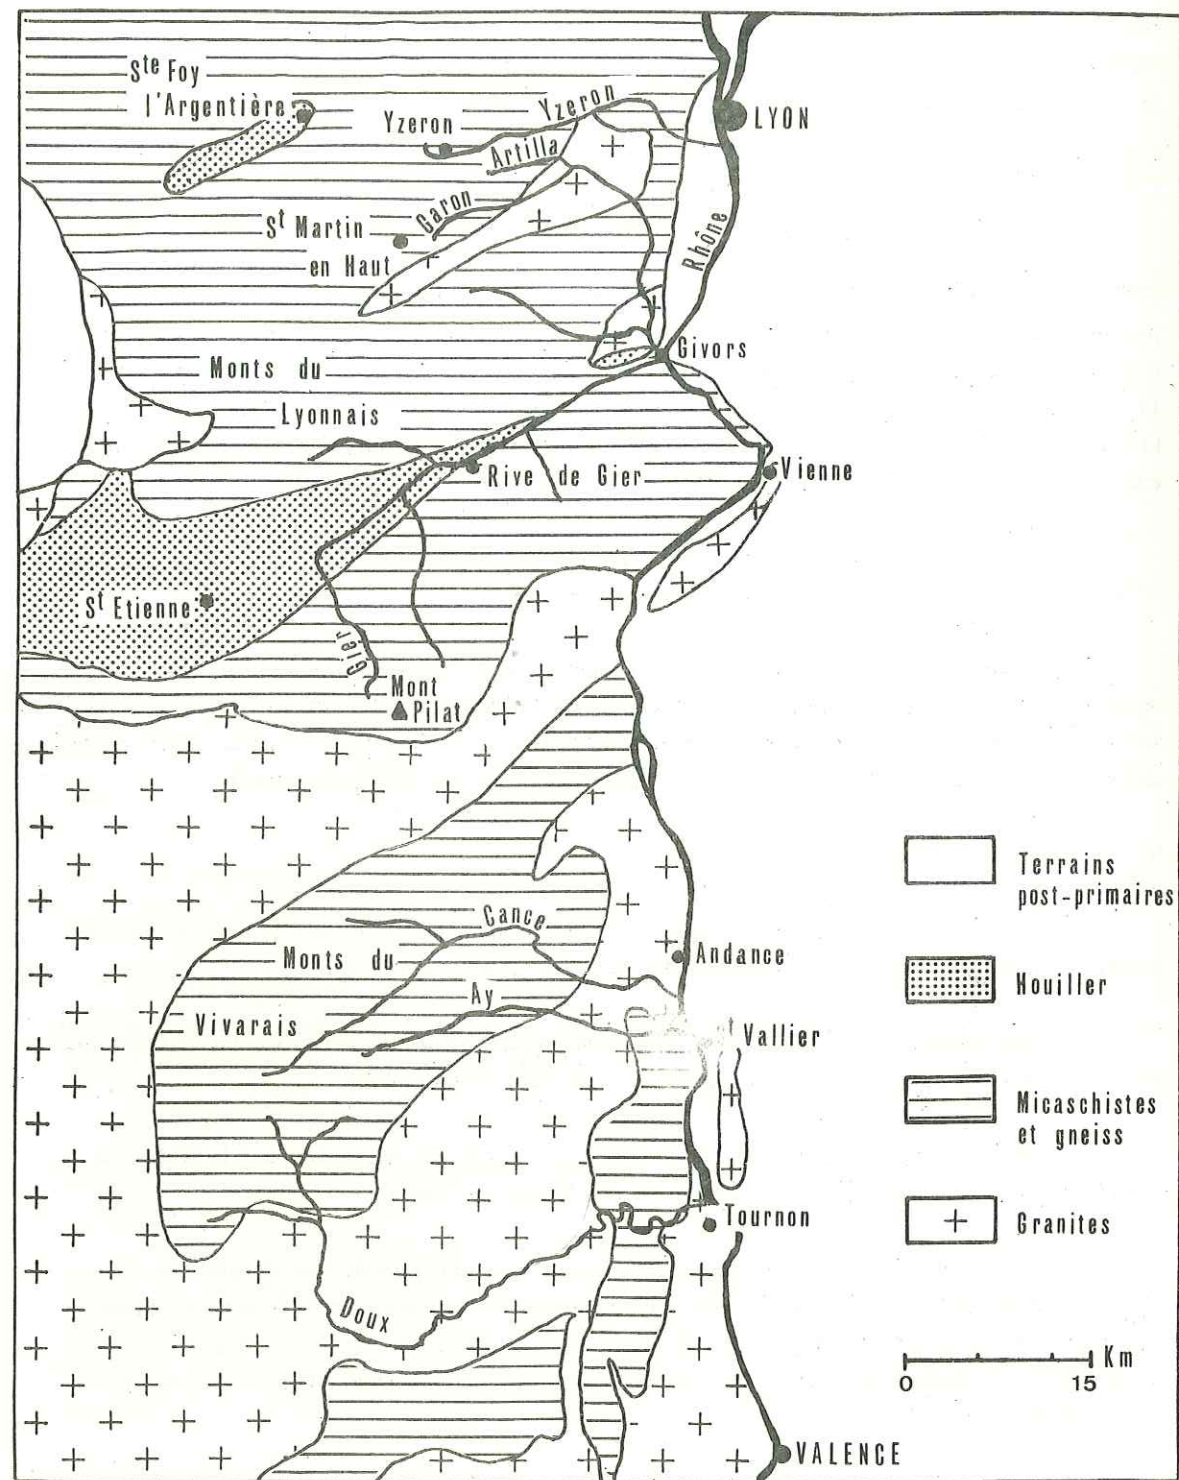 Ste Foy
l'Argentière
Yzeron
Yzeron
Artilla
LYON
Garon
St Martin
en Haut
Rhône
Givors
Monts du
Lyonnais
Rive de Gier
Vienne
St Etienne
Gier
Mont
Pilat
Terrains
post-primaires
Cance
Monts du
Andance
Houiller
Ay
Vivarais
t Vallier
Micaschistes
et gneiss
Tournon
Granites
Doux
Km
0 15
VALENCE